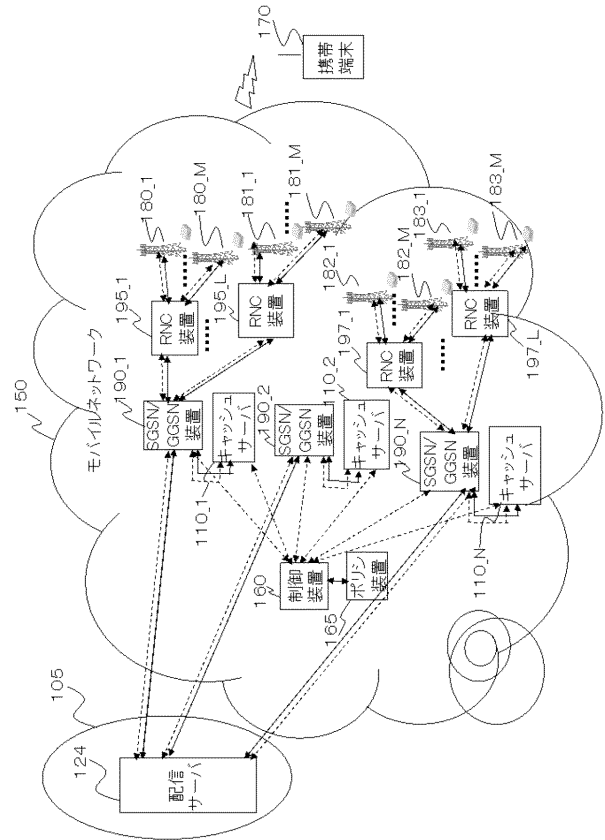 150
モバイルネットワーク
105
124
配信
サーバ
190_1
SGSN/
GGSN
装置
キャッシュ
サーバ
110_1
190_2
SGSN/
GGSN
装置
キャッシュ
サーバ
110_2
190_N
SGSN/
GGSN
装置
キャッシュ
サーバ
110_N
160
制御
装置
165
ポリシ装置
195_1
RNC
装置
195_L
RNC
装置
197_1
RNC
装置
197_L
RNC
装置
180_1
180_M
181_1
181_M
182_1
182_M
183_1
183_M
170
携帯
端末